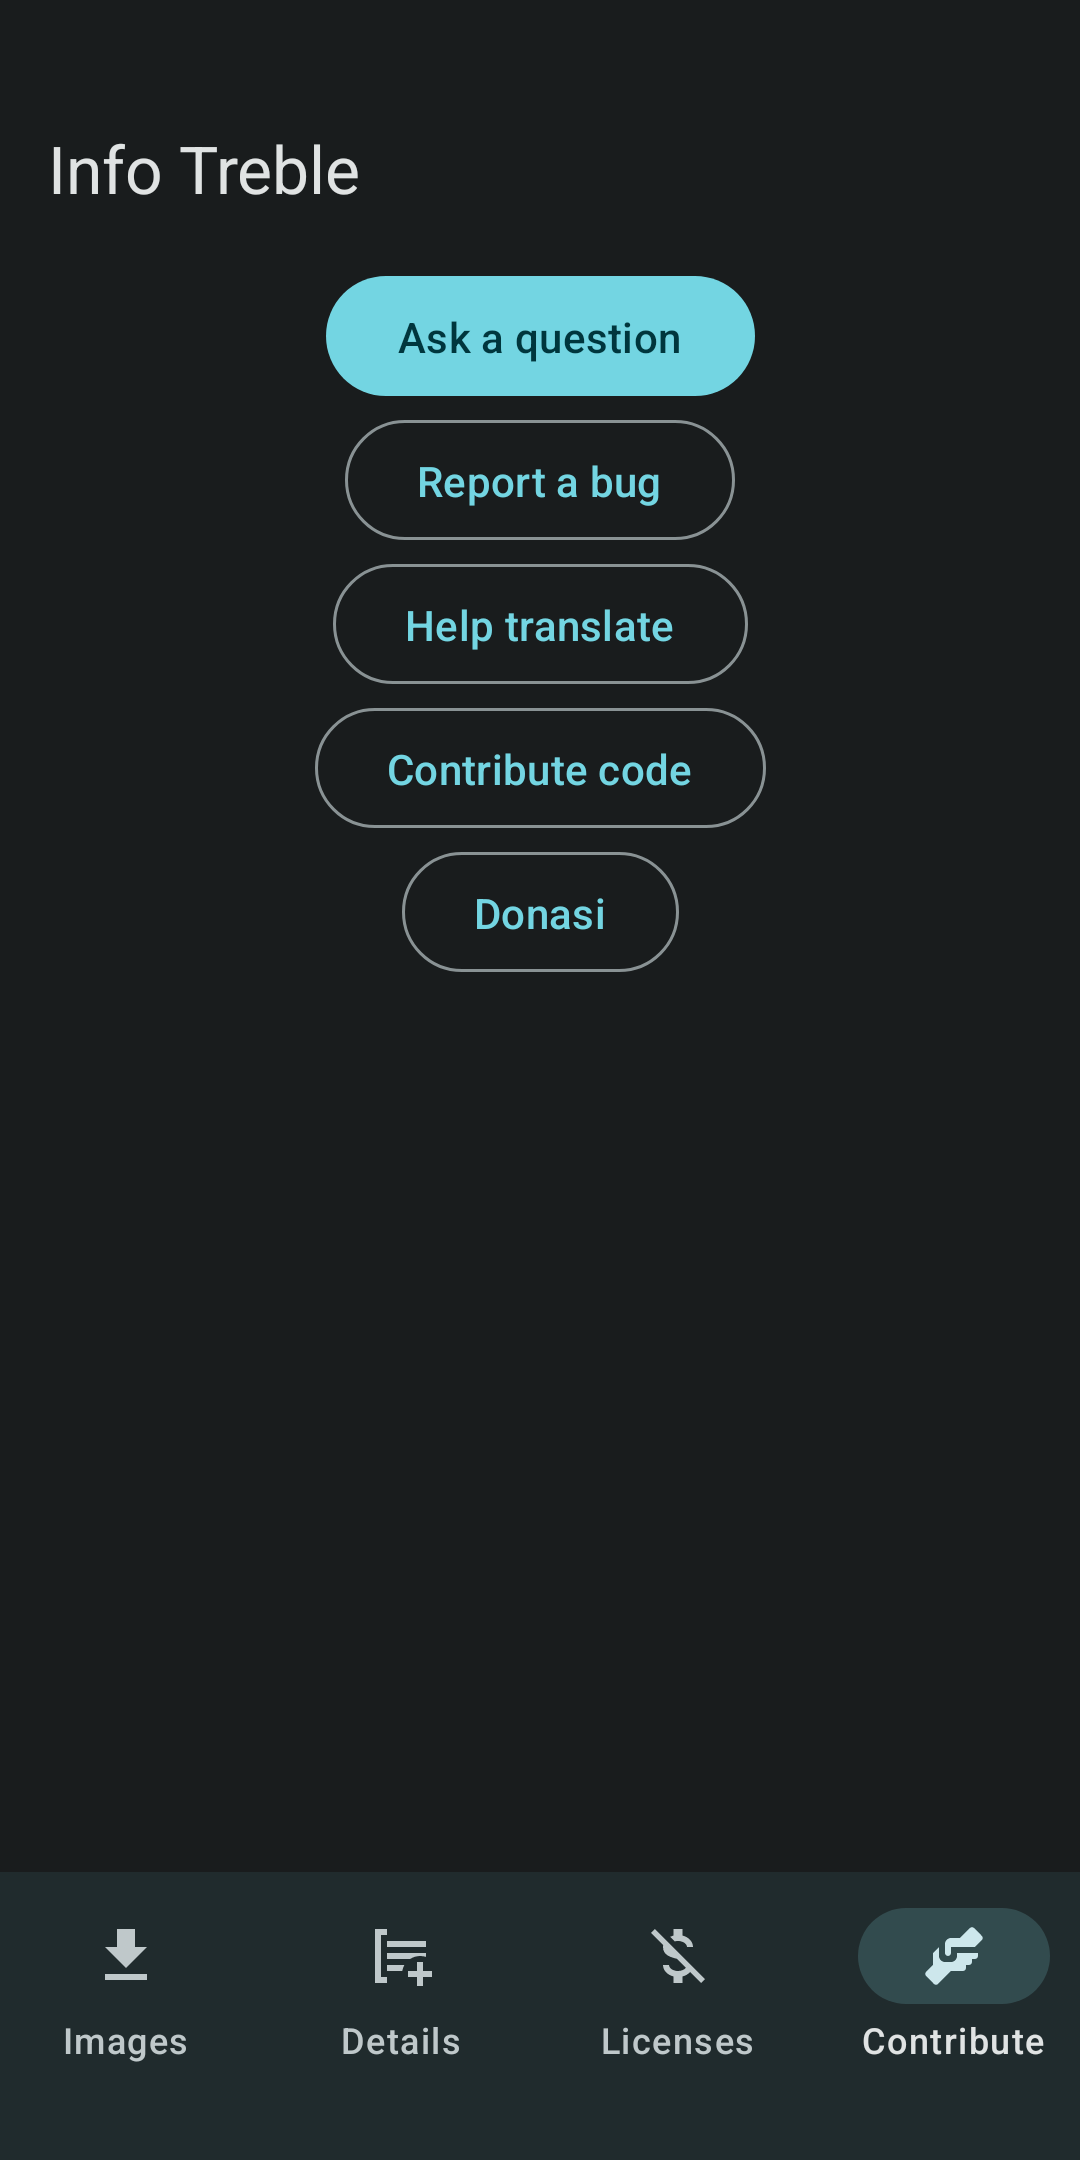 Info Treble
Ask a question
Report a bug
Help translate
Contribute code
Donasi
Images
Details
Licenses
Contribute